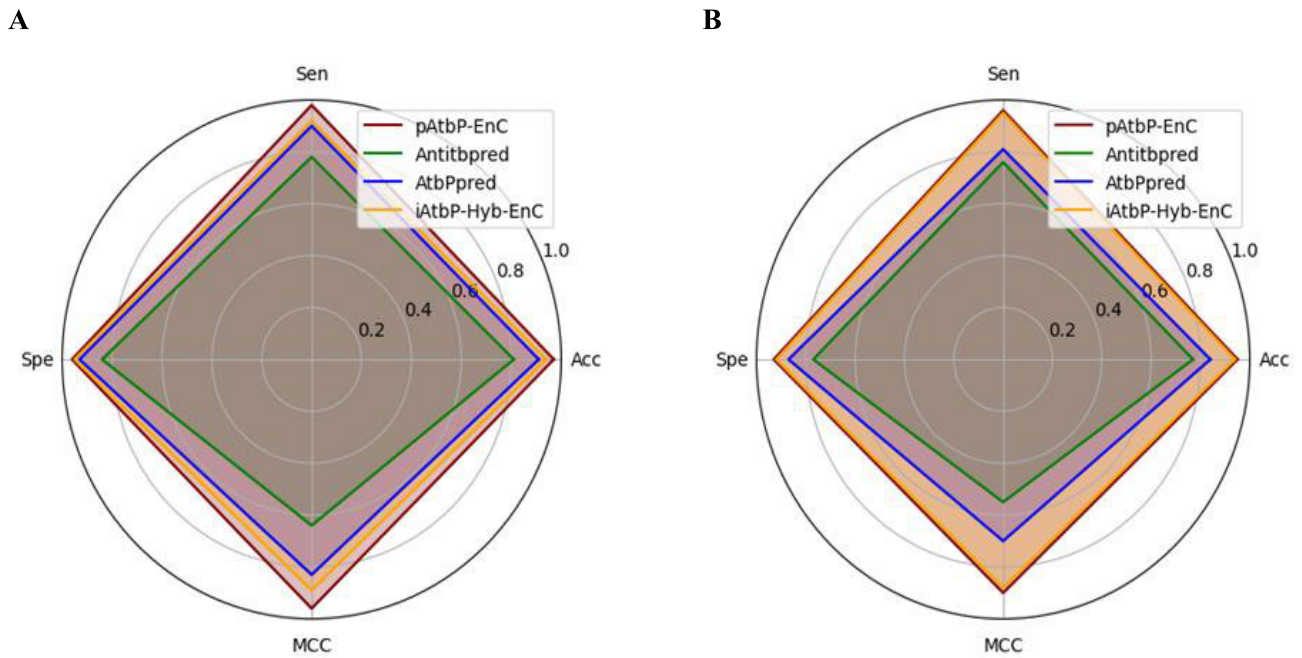 A
Sen
pAtbP-EnC
Antitbpred
AtbPpred
iAtbP-Hyb-EnC
1.0
0.8
0.6
0.4
0.2
Spe
Acc
MCC
B
Sen
pAtbP-EnC
Antitbpred
AtbPpred
iAtbP-Hyb-EnC
1.0
0.8
0.6
0.4
0.2
Spe
Acc
MCC